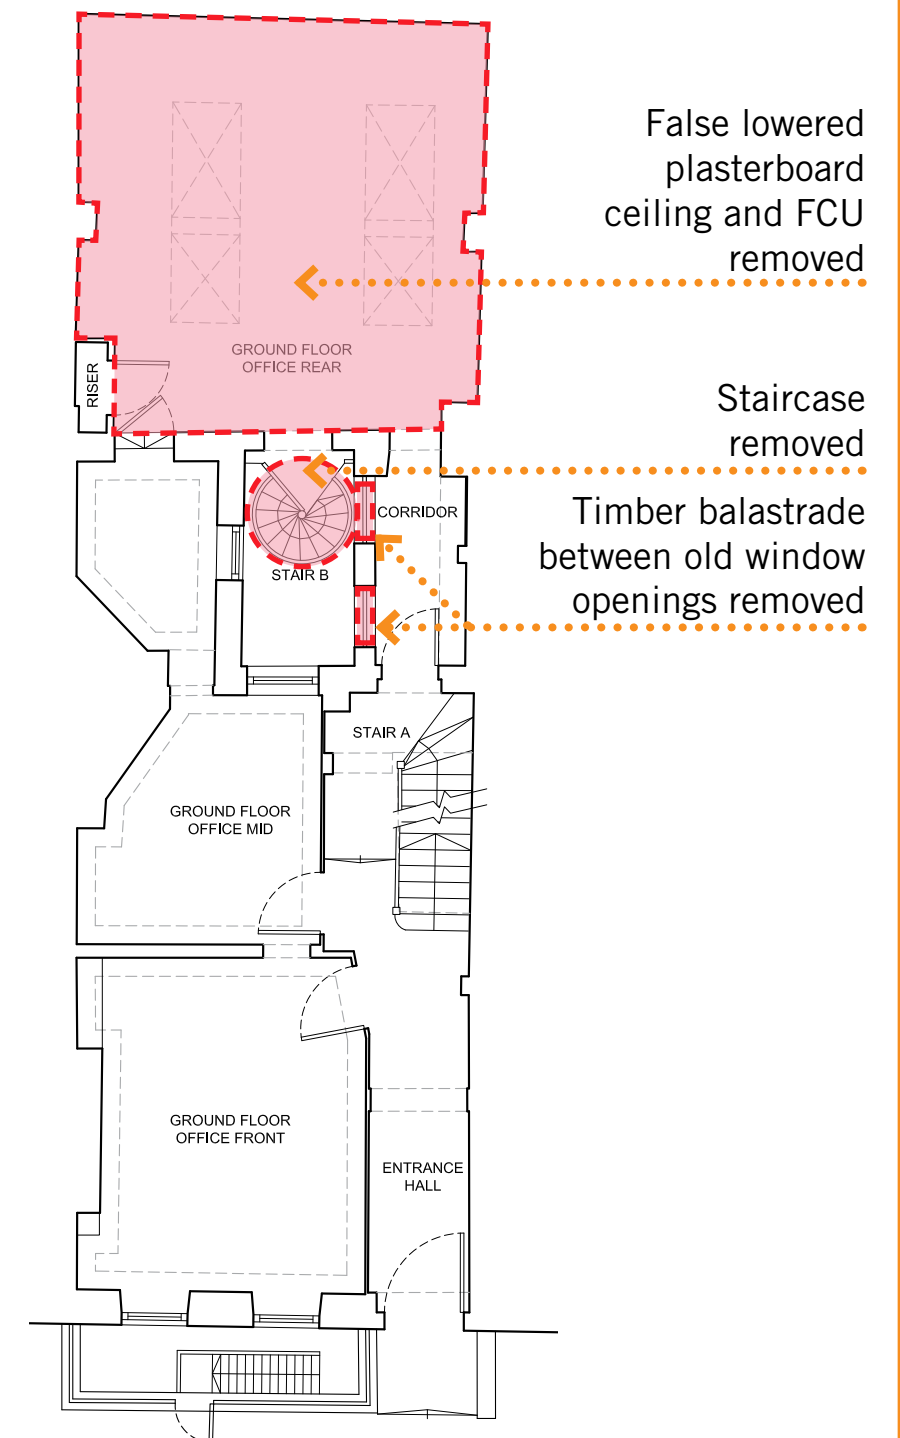 False lowered
plasterboard
ceiling and FCU
removed
GROUND FLOOR
OFFICE REAR
RISER
Staircase
removed
CORRIDOR
Timber balastrade
between old window
openings removed
STAIR B
STAIR A
GROUND FLOOR
OFFICE MID
GROUND FLOOR
OFFICE FRONT
ENTRANCE
HALL